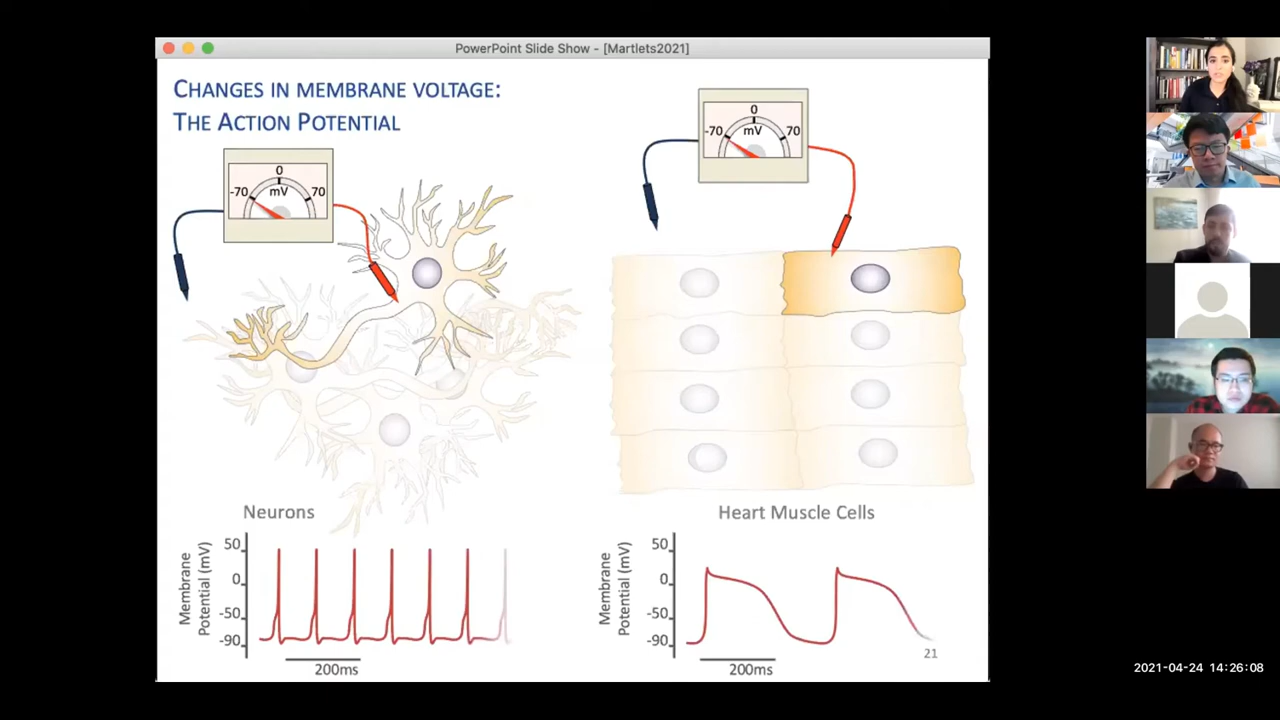 PowerPoint Slide Show - [Martlets2021]
CHANGES IN MEMBRANE VOLTAGE:
THE ACTION POTENTIAL
0
-70 mV 70
0
-70 mV 70
Neurons
Heart Muscle Cells
Membrane
Potential (mV)
50
0
-50
-90
200ms
Membrane
Potential (mV)
50
0
-50
-90
200ms
21
2021-04-24 14:26:08